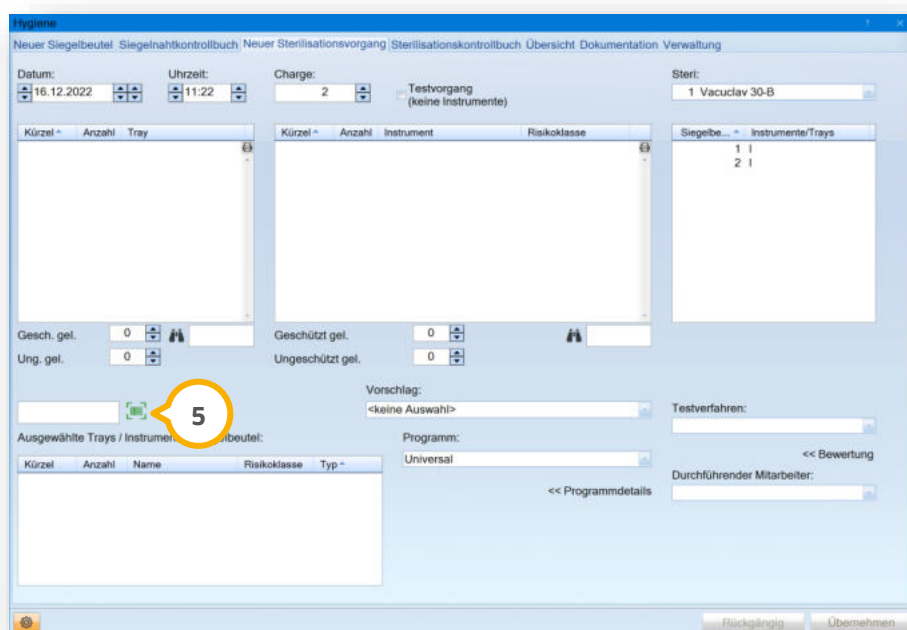 Hygiene
Neuer Siegelbeutel Siegelnahtkontrollbuch Neuer Sterilisationsvorgang Sterilisationskontrollbuch Übersicht Dokumentation Verwaltung
Datum: Uhrzeit: Charge: Steri:
16.12.2022 11:22 2 Testvorgang (keine Instrumente) 1 Vacuclav 30-B
Kürzel Anzahl Tray Kürzel Anzahl Instrument Risikoklasse Siegelbe... Instrumente/Trays
1 I
2 I
Gesch. gel. 0 Geschützt gel. 0
Ung. gel. 0 Ungeschützt gel. 0
Vorschlag:
5 <keine Auswahl> Testverfahren:
Ausgewählte Trays / Programm:
Universal << Bewertung
Kürzel Anzahl Name Risikoklasse Typ
Durchführender Mitarbeiter:
<< Programmdetails
Rückgängig Übernehmen